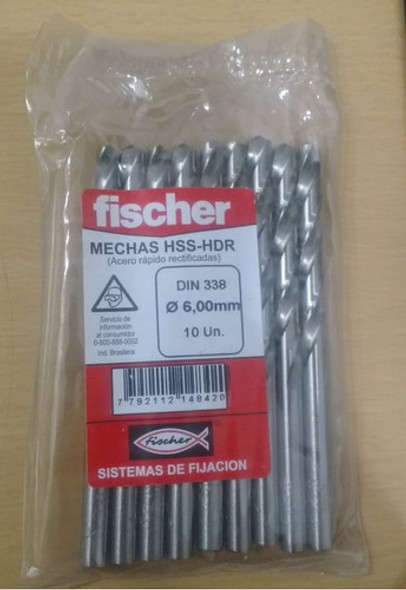 fischer
MECHAS HSS-HDR
(Acero rápido rectificadas)
DIN 338
Ø 6,00mm
10 Un.
Servicio de
información
al consumidor
0-800-888-0002
Ind. Brasilera
7 792112 148420
fischer
SISTEMAS DE FIJACION